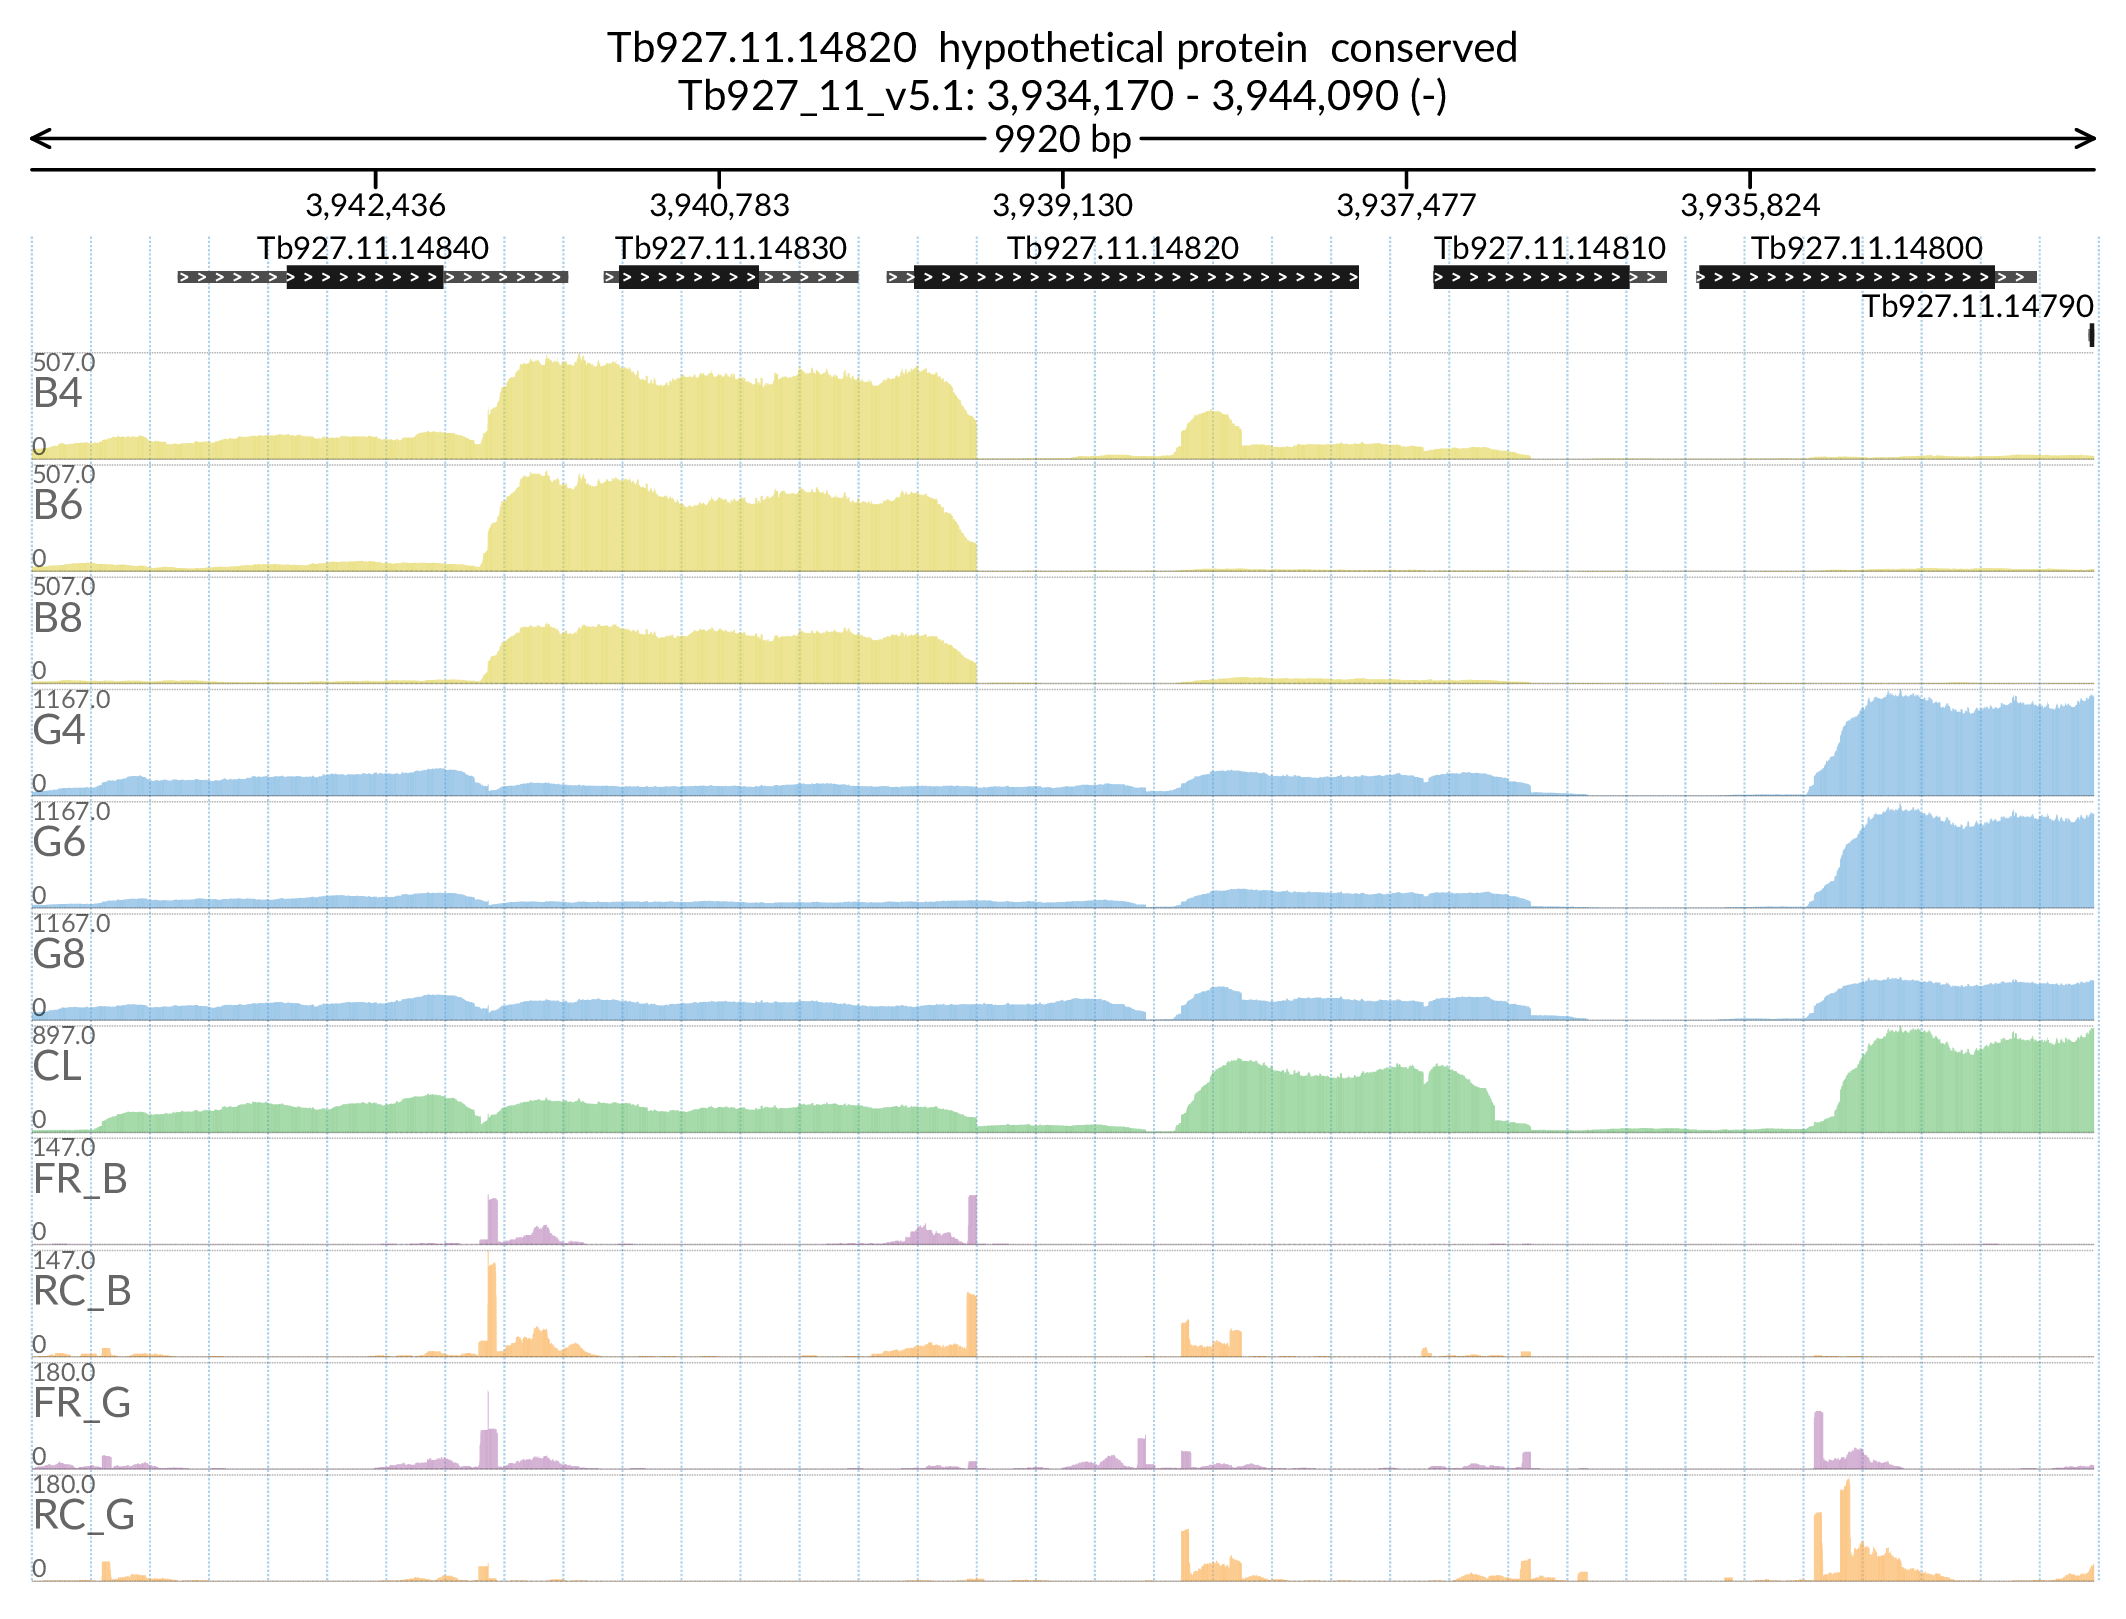 Tb927.11.14820  hypothetical protein  conserved
Tb927_11_v5.1: 3,934,170 - 3,944,090 (-)
9920 bp
3,942,436 3,940,783 3,939,130 3,937,477 3,935,824
Tb927.11.14840 Tb927.11.14830 Tb927.11.14820 Tb927.11.14810 Tb927.11.14800
Tb927.11.14790
507.0
B4
0
507.0
B6
0
507.0
B8
0
1167.0
G4
0
1167.0
G6
0
1167.0
G8
0
897.0
CL
0
147.0
FR_B
0
147.0
RC_B
0
180.0
FR_G
0
180.0
RC_G
0